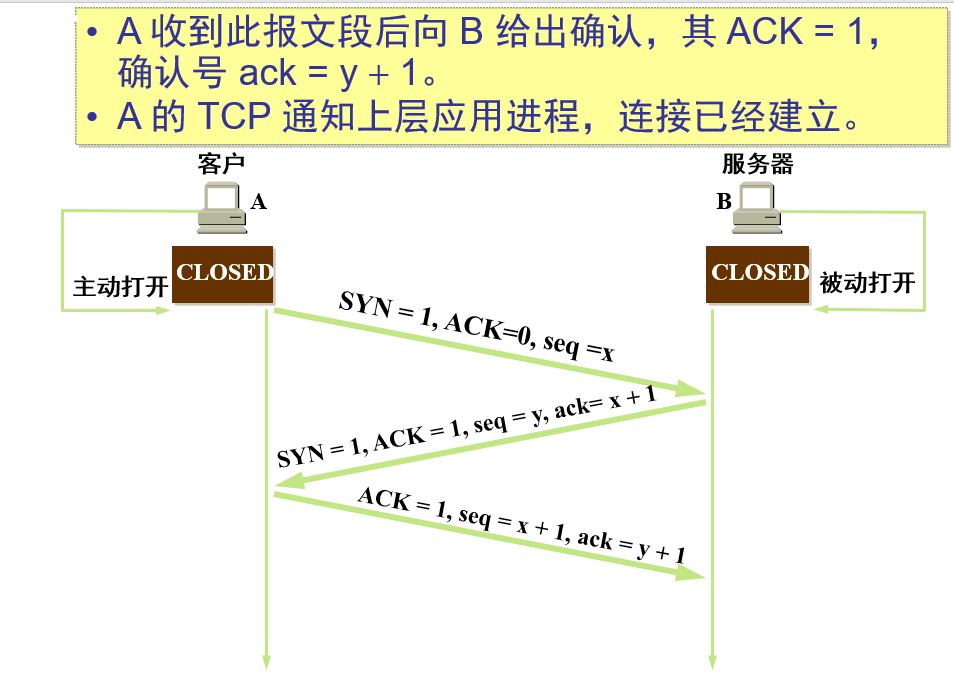 • A 收到此报文段后向 B 给出确认，其 ACK = 1，
确认号 ack = y + 1。
• A 的 TCP 通知上层应用进程，连接已经建立。
客户
服务器
A
B
CLOSED
CLOSED
主动打开
被动打开
SYN = 1, ACK=0, seq =x
SYN = 1, ACK = 1, seq = y, ack= x + 1
ACK = 1, seq = x + 1, ack = y + 1